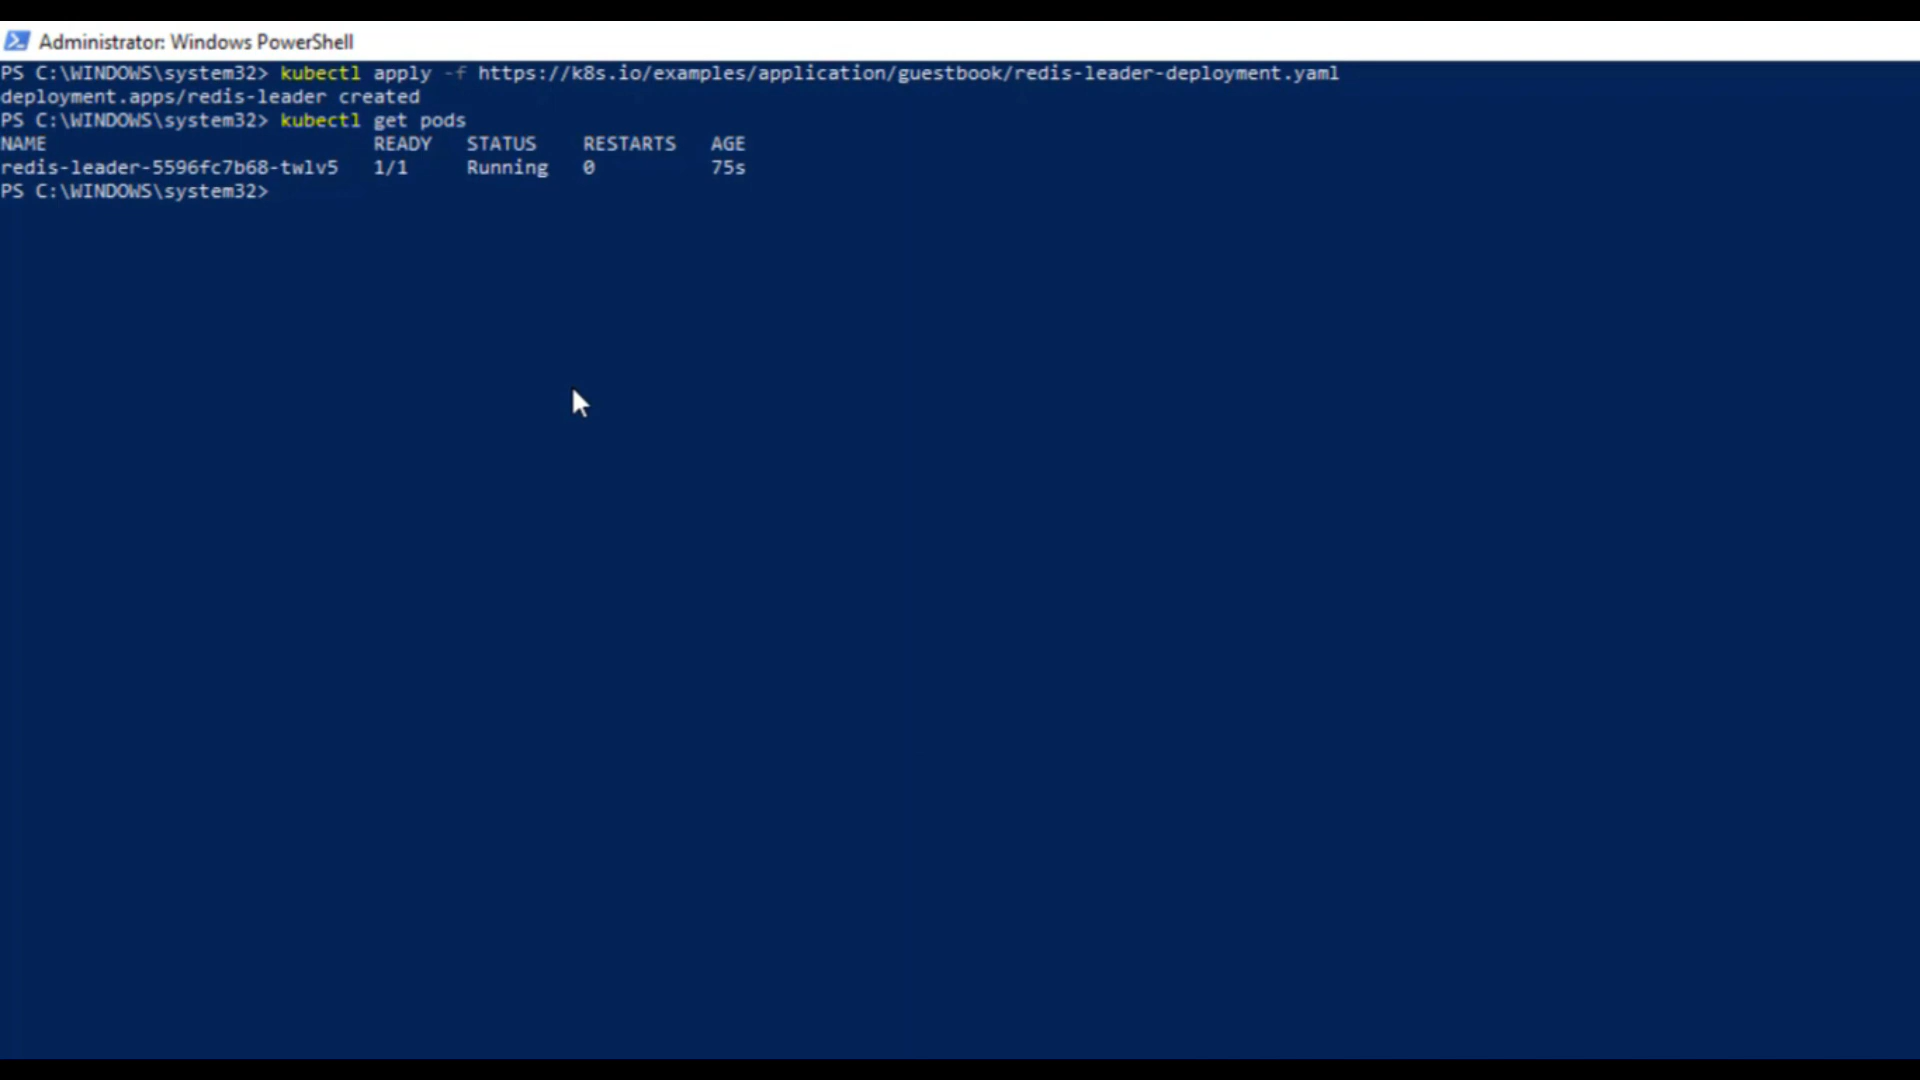 Administrator: Windows PowerShell
PS C:\WINDOWS\system32> kubectl apply -f https://k8s.io/examples/application/guestbook/redis-leader-deployment.yaml
deployment.apps/redis-leader created
PS C:\WINDOWS\system32> kubectl get pods
NAME                            READY   STATUS    RESTARTS   AGE
redis-leader-5596fc7b68-twlv5   1/1     Running   0          75s
PS C:\WINDOWS\system32>